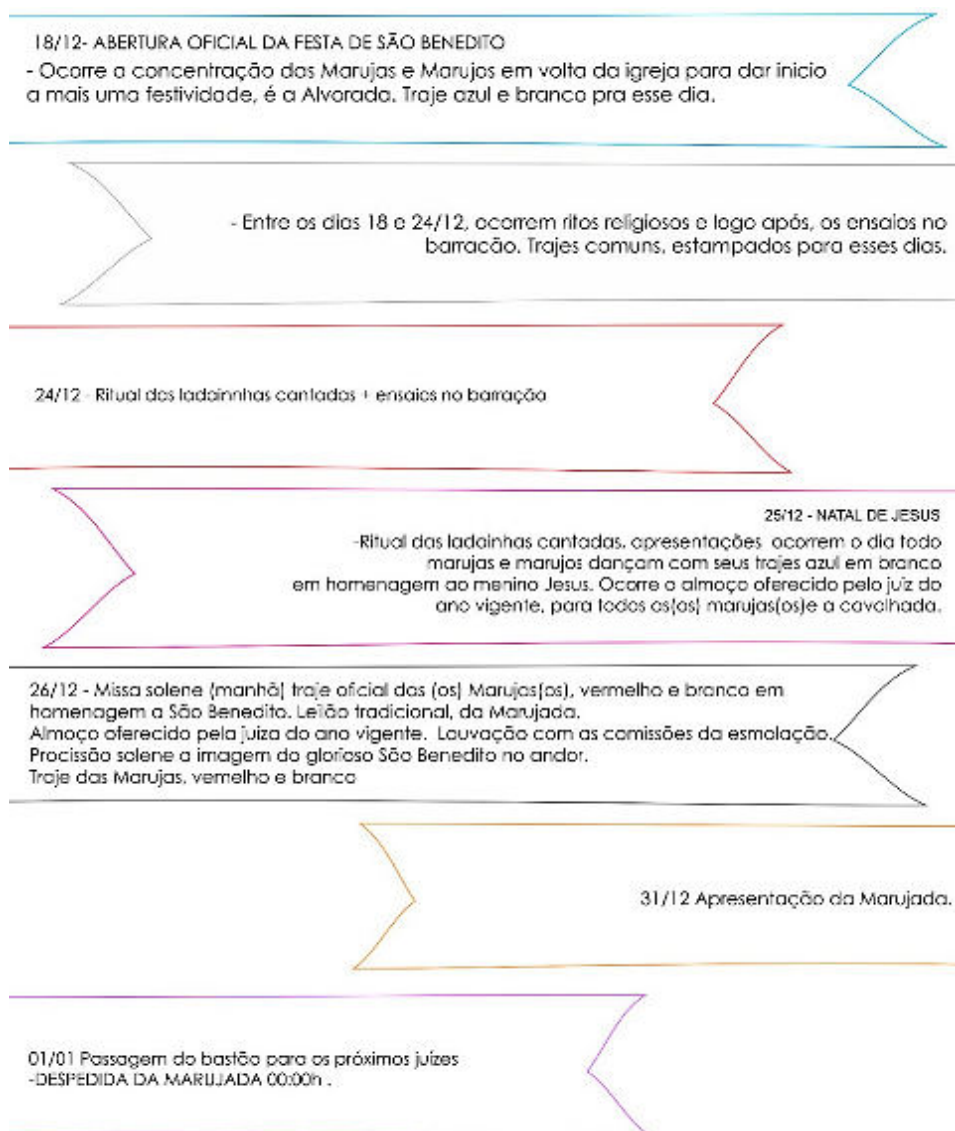 18/12- ABERTURA OFICIAL DA FESTA DE SÃO BENEDITO
- Ocorre a concentração das Marujas e Marujos em volta da igreja para dar inicio
a mais uma festividade, é a Alvorada. Traje azul e branco pra esse dia.
- Entre os dias 18 e 24/12, ocorrem ritos religiosos e logo após, os ensaios no
barracão. Trajes comuns, estampados para esses dias.
24/12 - Ritual das ladainnhas cantadas + ensaios no barração
25/12 - NATAL DE JESUS
-Ritual das ladainhas cantadas, apresentações ocorrem o dia todo
marujas e marujos dançam com seus trajes azul em branco
em homenagem ao menino Jesus. Ocorre o almoço oferecido pelo juiz do
ano vigente, para todos as(os) marujas(os)e a cavalhada.
26/12 - Missa solene (manhã) traje oficial das (os) Marujas(os), vermelho e branco em
homenagem a São Benedito. Leilão tradicional, da Marujada.
Almoço oferecido pela juiza do ano vigente. Louvação com as comissões da esmolação.
Procissão solene a imagem do glorioso São Benedito no andor.
Traje das Marujas, vemelho e branco
31/12 Apresentação da Marujada.
01/01 Passagem do bastão para os próximos juízes
-DESPEDIDA DA MARUJADA 00:00h .